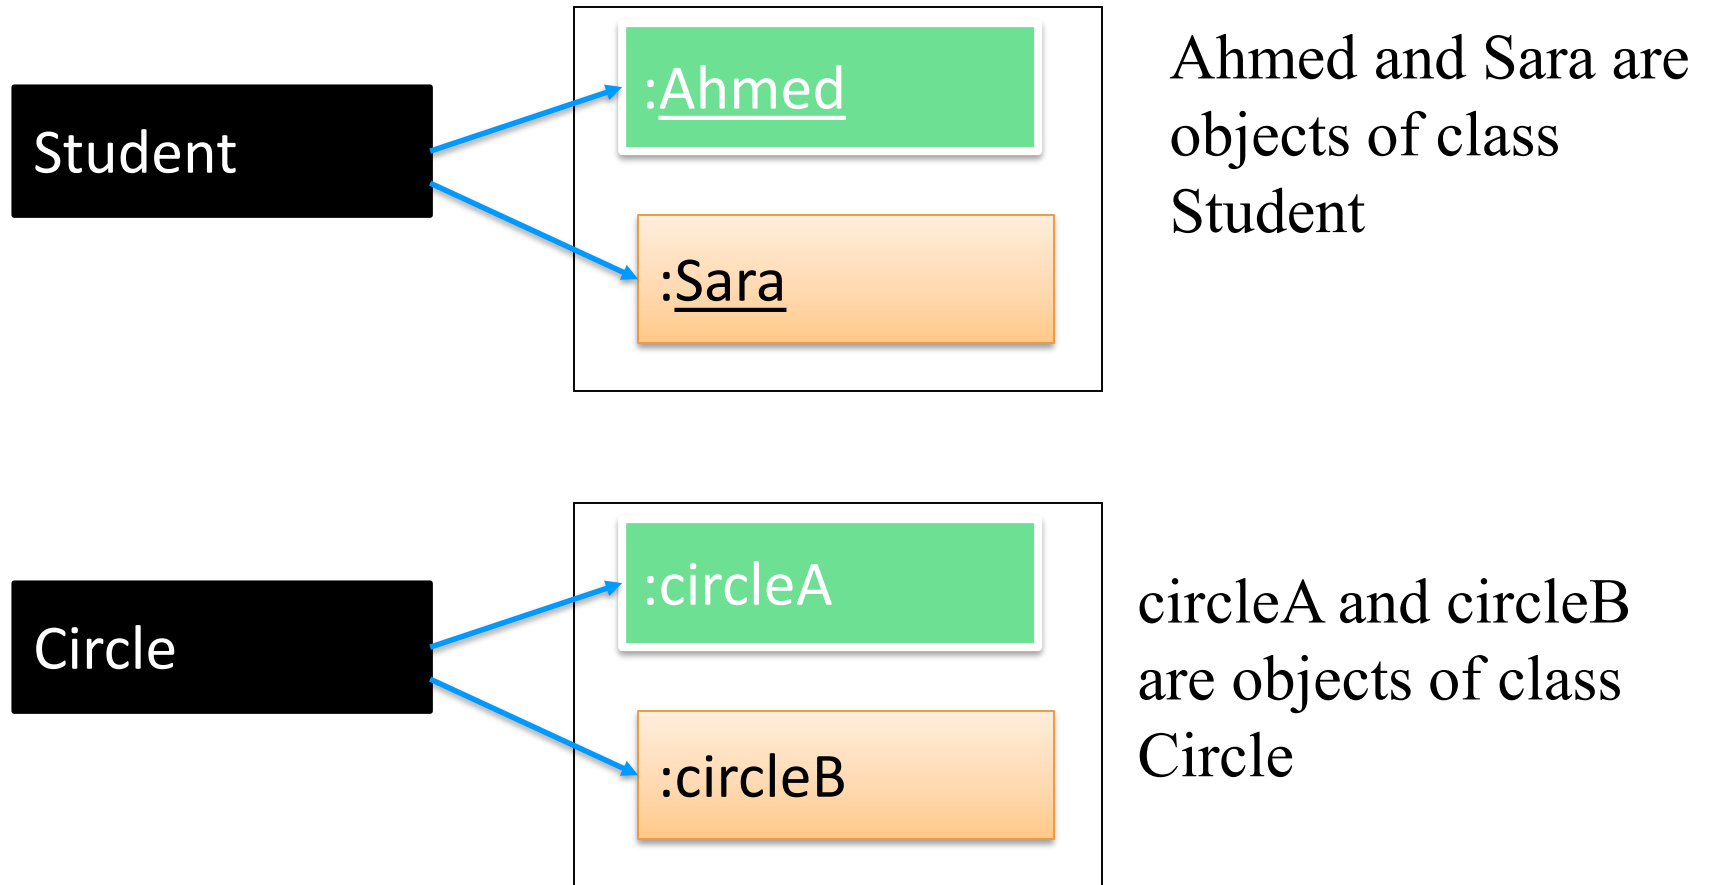 Student
:Ahmed
:Sara
Ahmed and Sara are
objects of class
Student
Circle
:circleA
:circleB
circleA and circleB
are objects of class
Circle